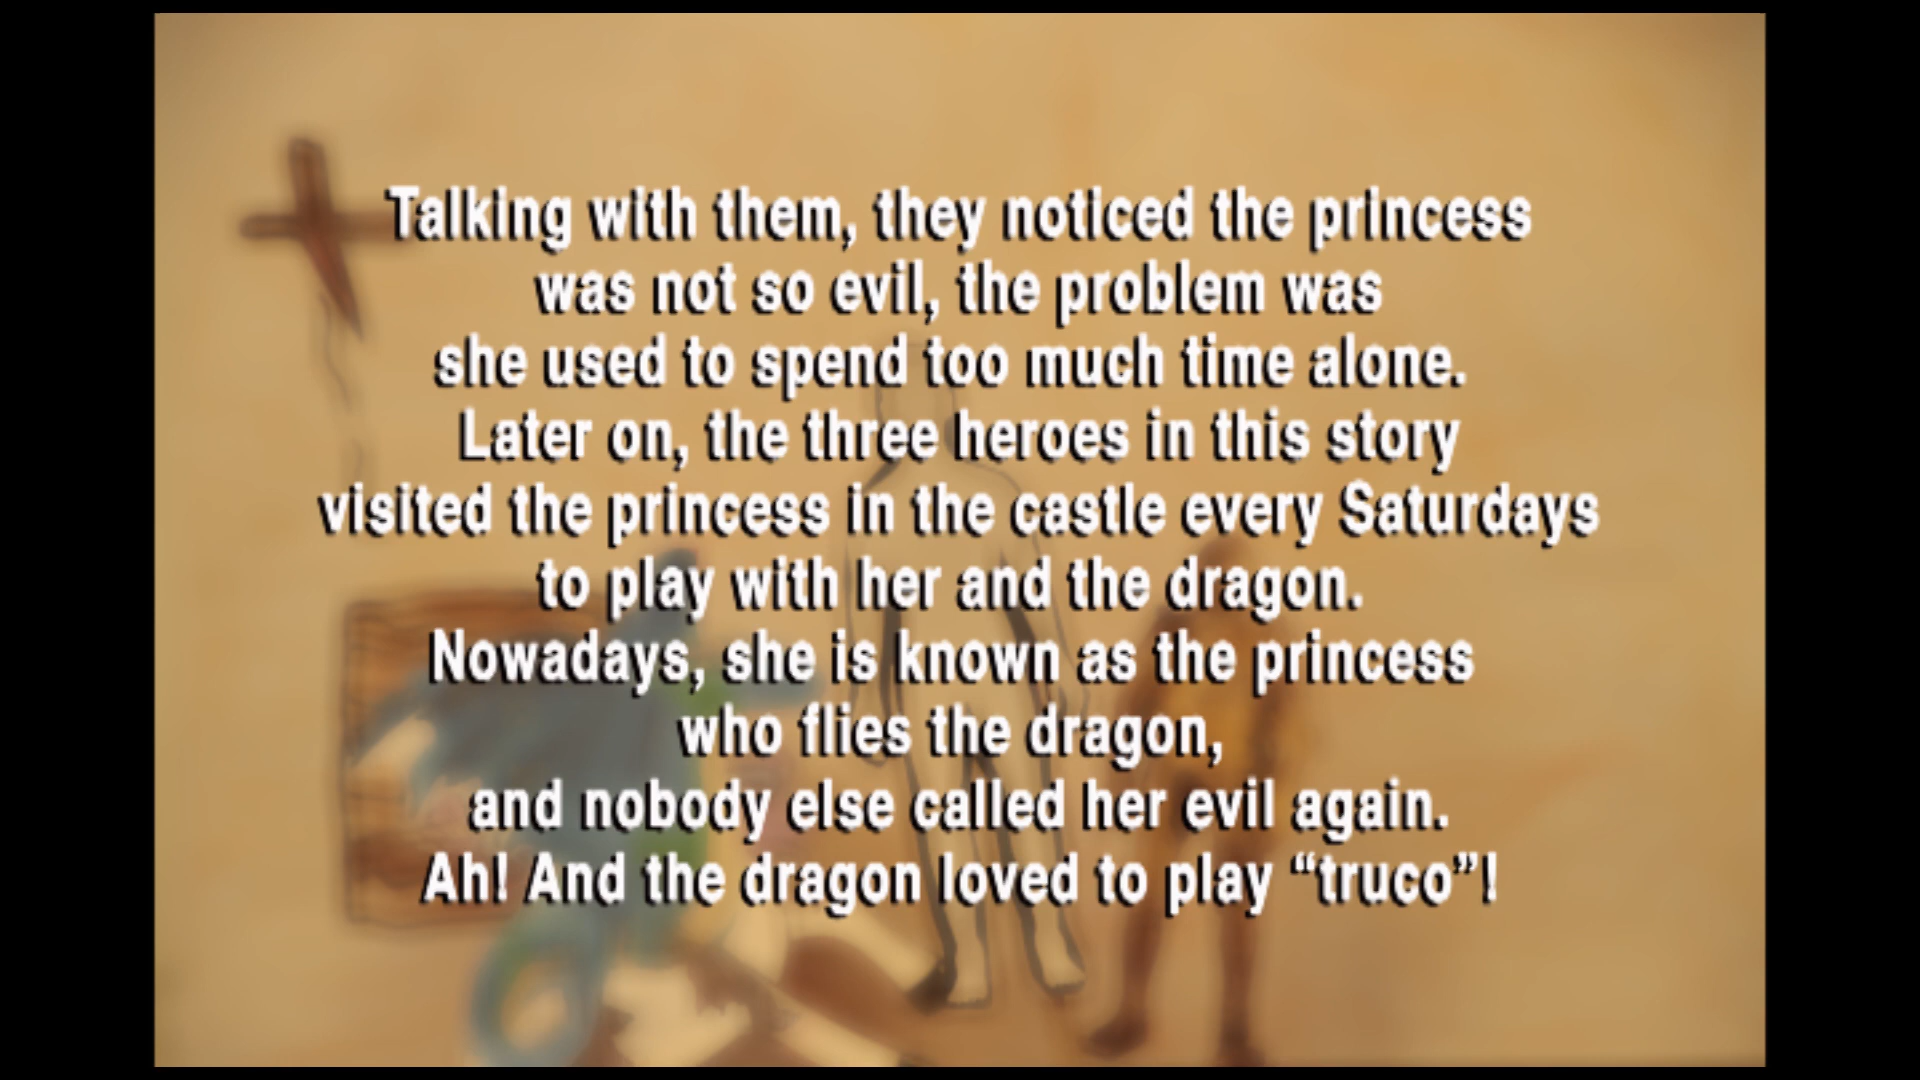 Talking with them, they noticed the princess
was not so evil, the problem was
she used to spend too much time alone.
Later on, the three heroes in this story
visited the princess in the castle every Saturdays
to play with her and the dragon.
Nowadays, she is known as the princess
who flies the dragon,
and nobody else called her evil again.
Ah! And the dragon loved to play “truco”!